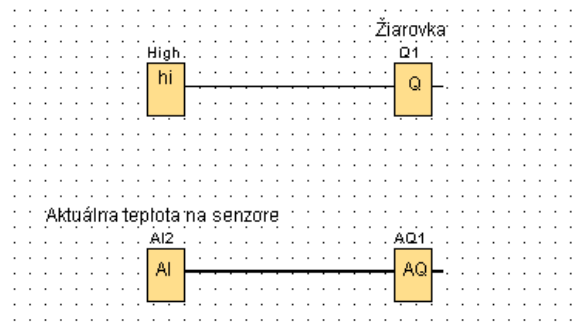 Žiarovka
High
Q1
hi
Q
Aktuálna teplota na senzore
AI2
AQ1
AI
AQ